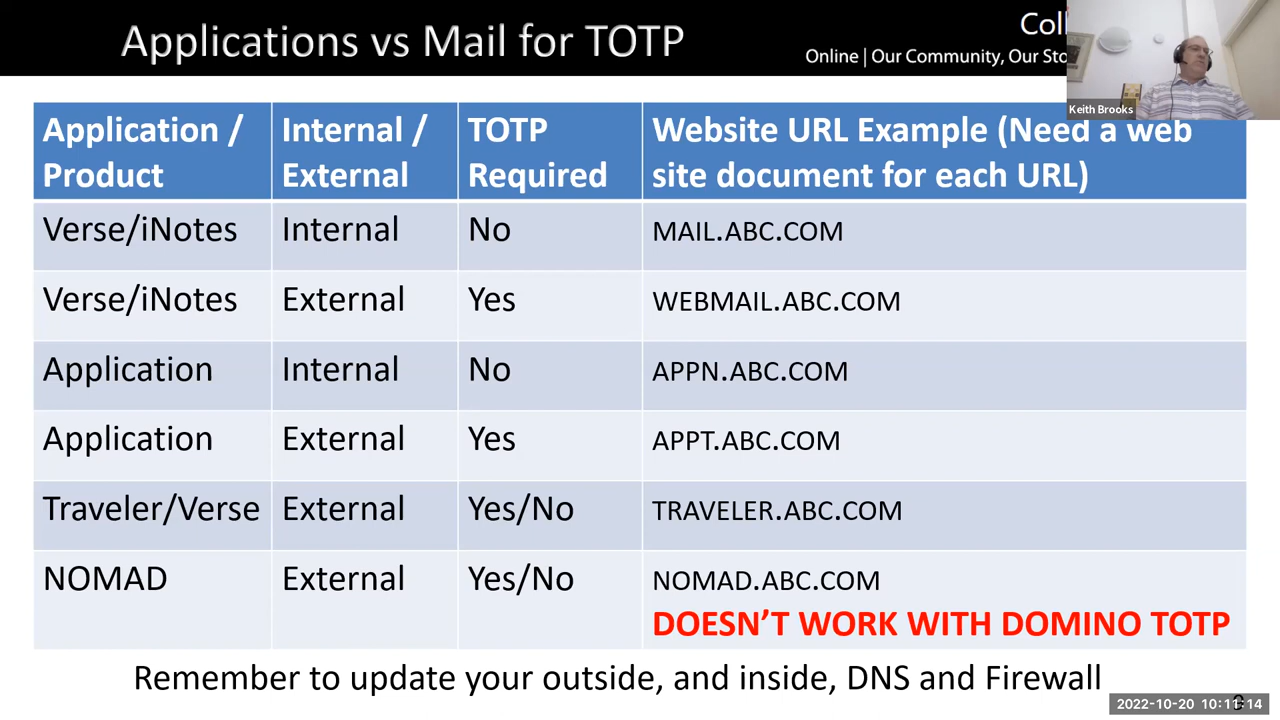 Applications vs Mail for TOTP
Online | Our Community, Our
Keith Brooks
Application / Product
Internal / External
TOTP Required
Website URL Example (Need a web site document for each URL)
Verse/iNotes Internal No MAIL.ABC.COM
Verse/iNotes External Yes WEBMAIL.ABC.COM
Application Internal No APPN.ABC.COM
Application External Yes APPT.ABC.COM
Traveler/Verse External Yes/No TRAVELER.ABC.COM
NOMAD External Yes/No NOMAD.ABC.COM
DOESN'T WORK WITH DOMINO TOTP
Remember to update your outside, and inside, DNS and Firewall
2022-10-20 10:11:14